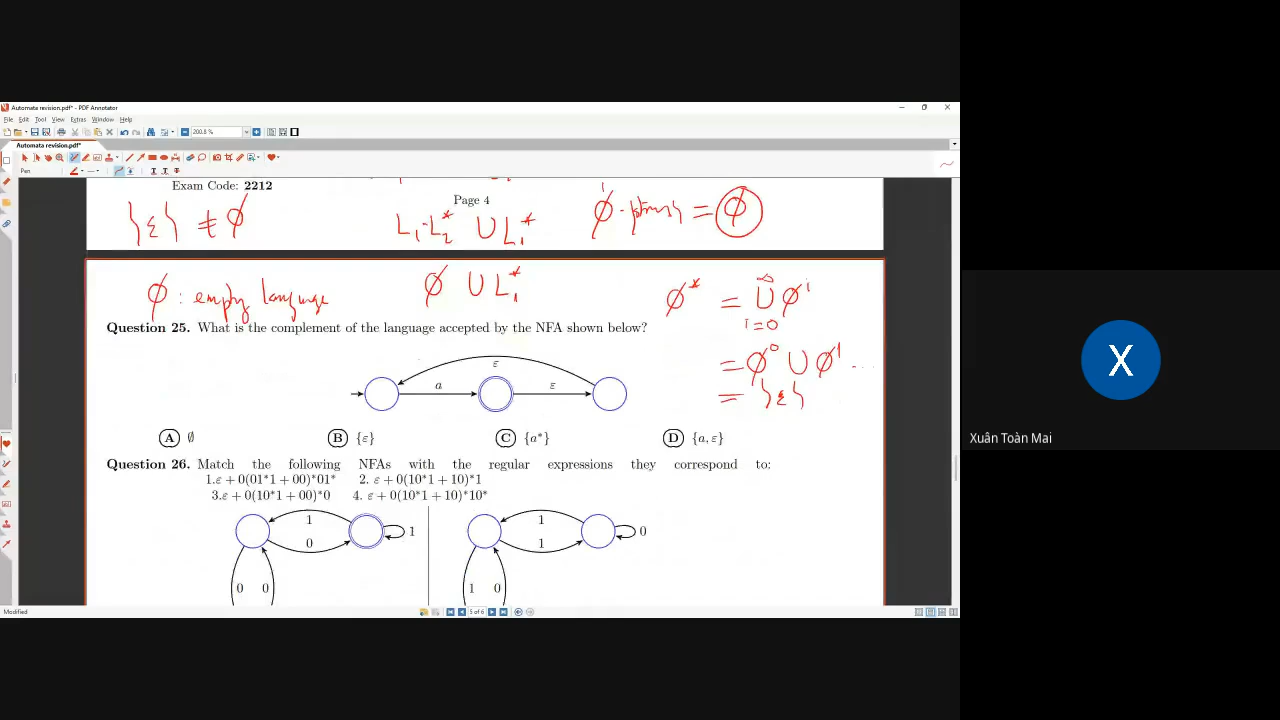 Automata revision.pdf* - PDF Annotator
File Edit Tool View Extras Window Help
200.8 %
Automata revision.pdf*
Pen
Exam Code: 2212
Page 4
{ε} ≠ ∅
L₁·L₂* ∪ L₁*
= ∅
∅ : empty language
∅ ∪ L₁*
∅* = ∪ ∅ⁱ
∞
i=0
Question 25. What is the complement of the language accepted by the NFA shown below?
= ∅⁰ ∪ ∅¹ ...
= {ε}
ε
a
ε
A ∅
B {ε}
C {a*}
D {a, ε}
Question 26. Match the following NFAs with the regular expressions they correspond to:
1.ε + 0(01*1 + 00)*01* 2. ε + 0(10*1 + 10)*1
3.ε + 0(10*1 + 00)*0 4. ε + 0(10*1 + 10)*10*
1
0
1
0 0
1
1
0
1 0
Modified
5 of 6
X
Xuân Toàn Mai